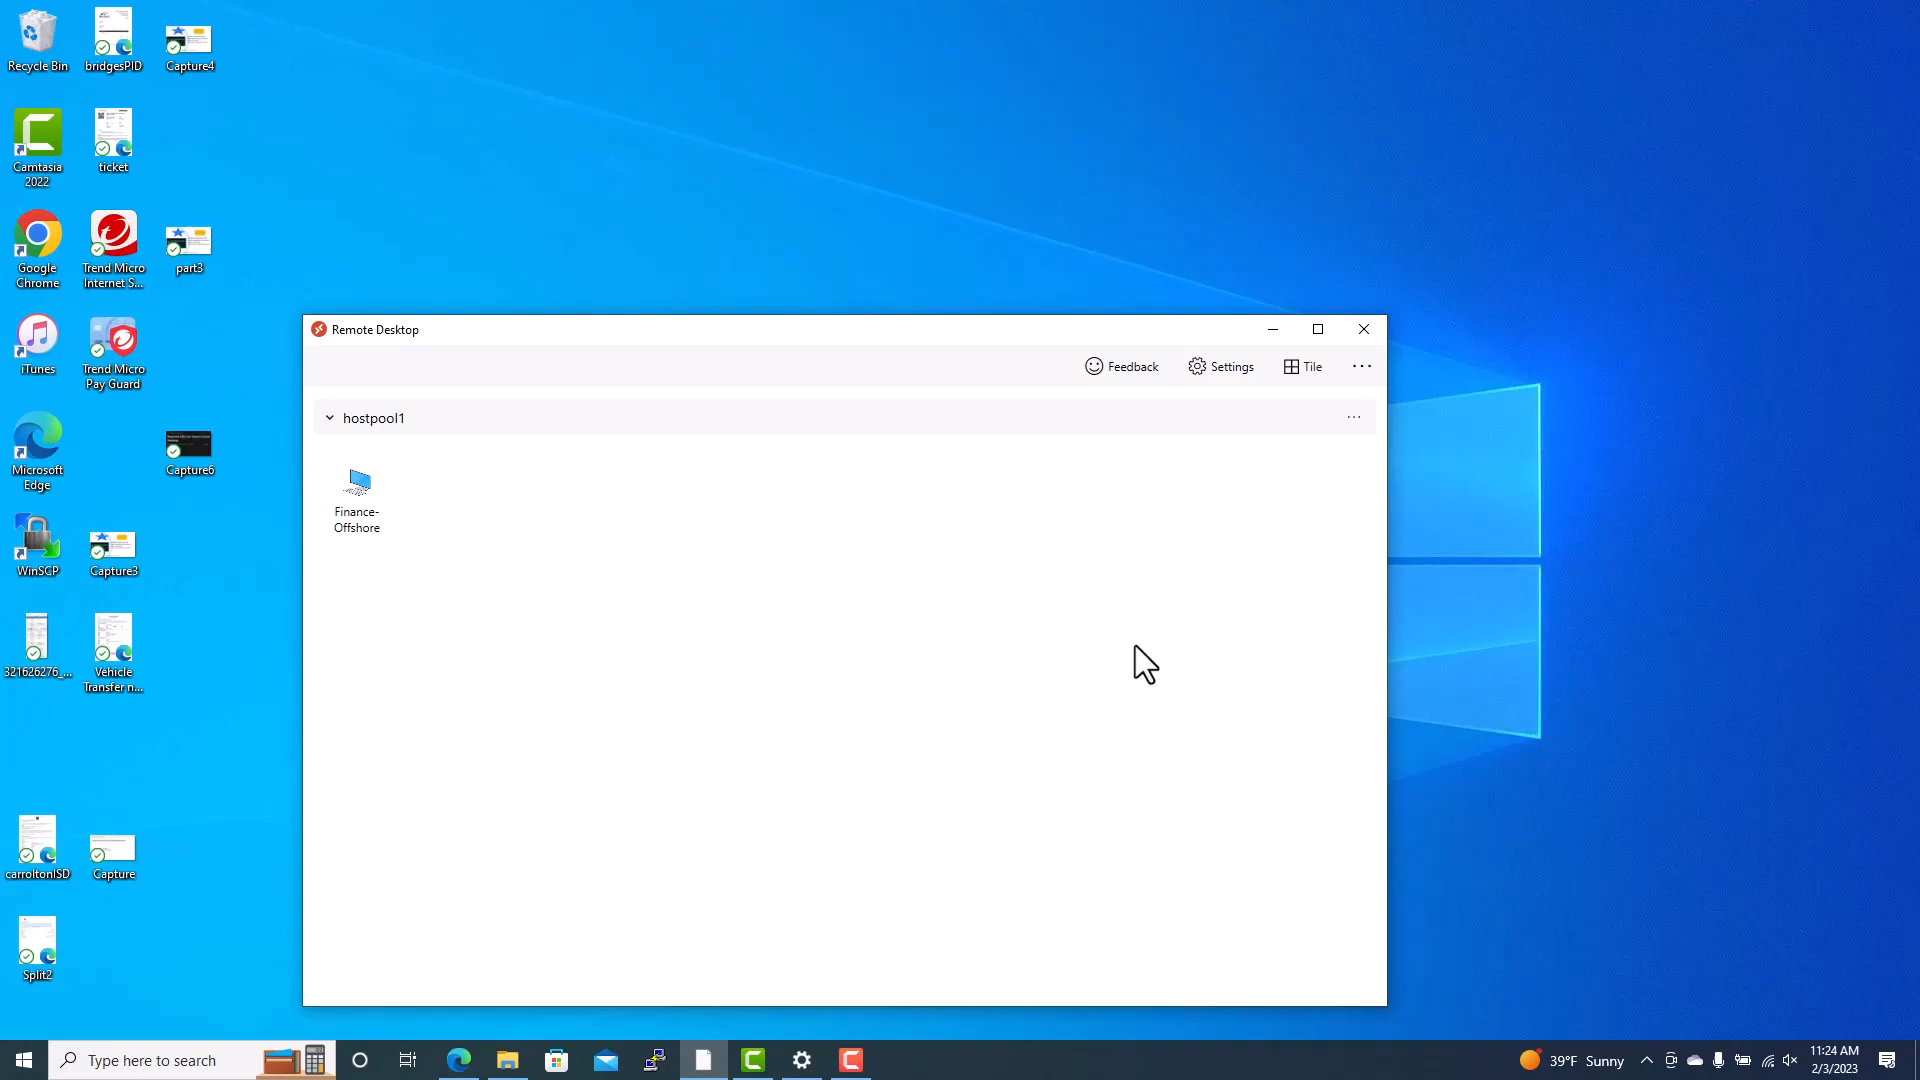 Recycle Bin
bridgesPID
Capture4
Camtasia
2022
ticket
Google
Chrome
Trend Micro
Internet S...
part3
iTunes
Trend Micro
Pay Guard
Microsoft
Edge
Capture6
WinSCP
Capture3
321626276_...
Vehicle
Transfer n...
carroltonISD
Capture
Split2
Remote Desktop
Feedback
Settings
Tile
hostpool1
Finance-
Offshore
Type here to search
39°F Sunny
11:24 AM
2/3/2023